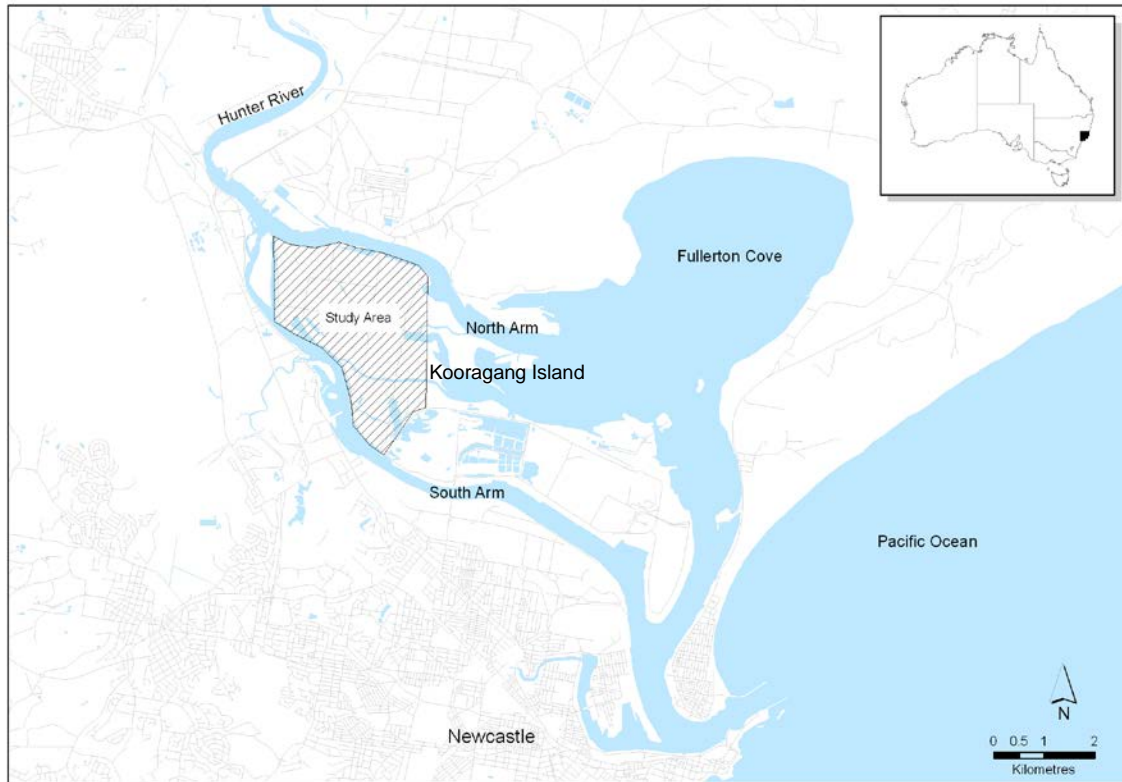 Hunter River
Fullerton Cove
Study Area
North Arm
Kooragang Island
South Arm
Pacific Ocean
Newcastle
N
0 0.5 1 2
Kilometres